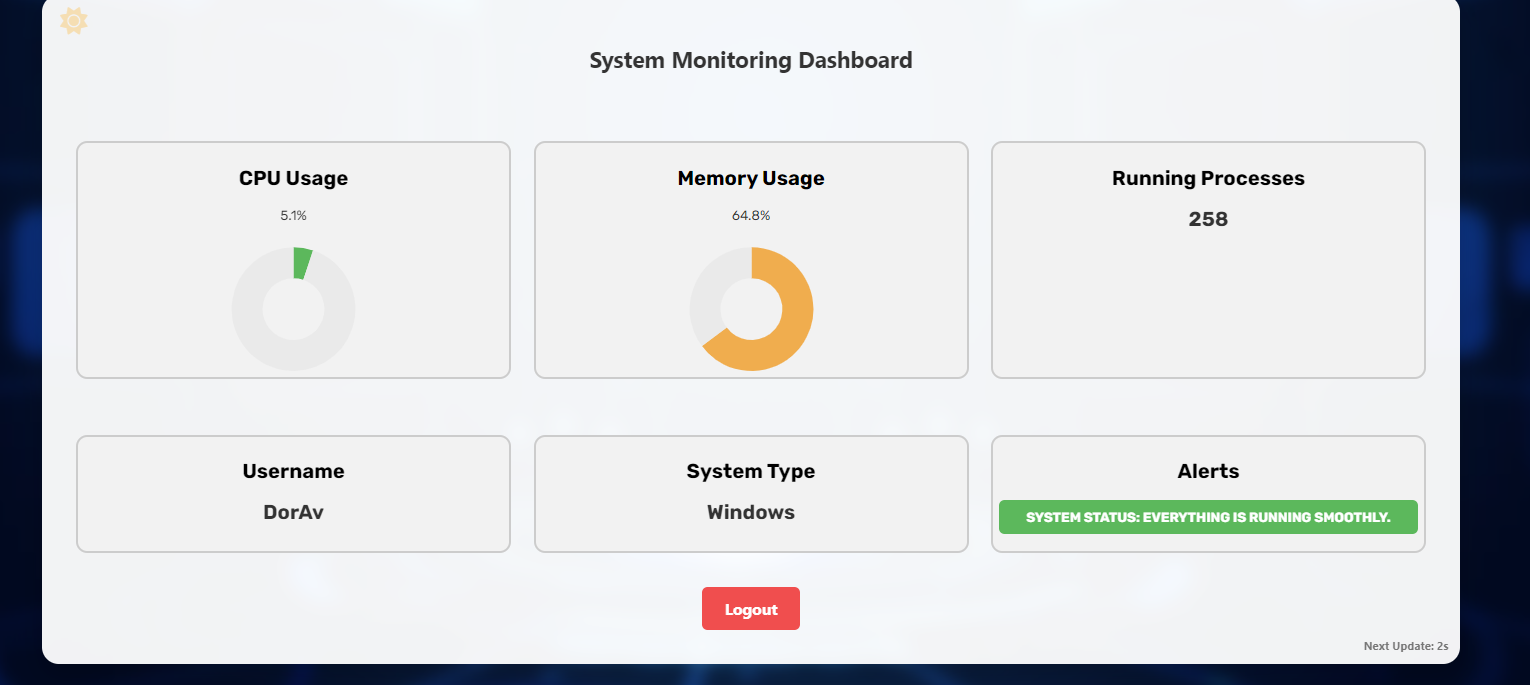 System Monitoring Dashboard
CPU Usage
5.1%
Memory Usage
64.8%
Running Processes
258
Username
DorAv
System Type
Windows
Alerts
SYSTEM STATUS: EVERYTHING IS RUNNING SMOOTHLY.
Logout
Next Update: 2s